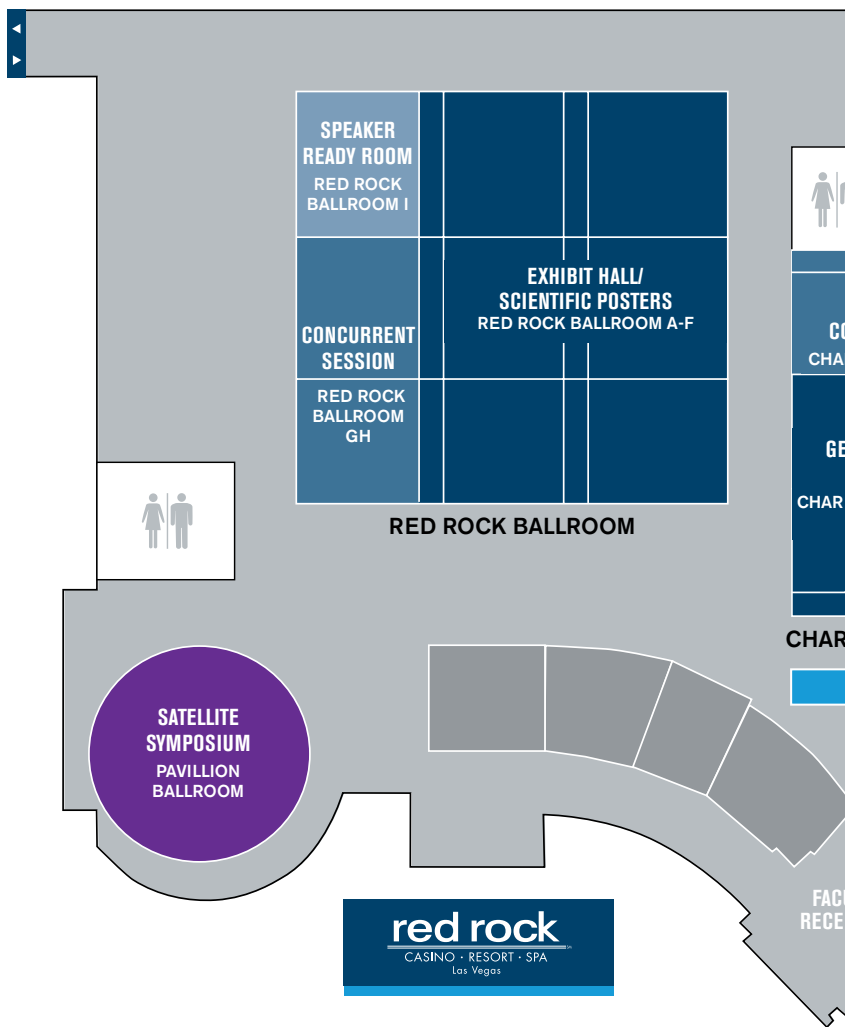 SPEAKER
READY ROOM
RED ROCK
BALLROOM I
EXHIBIT HALL/
SCIENTIFIC POSTERS
RED ROCK BALLROOM A-F
CONCURRENT
SESSION
RED ROCK
BALLROOM
GH
RED ROCK BALLROOM
SATELLITE
SYMPOSIUM
PAVILLION
BALLROOM
red rock
CASINO · RESORT · SPA
Las Vegas